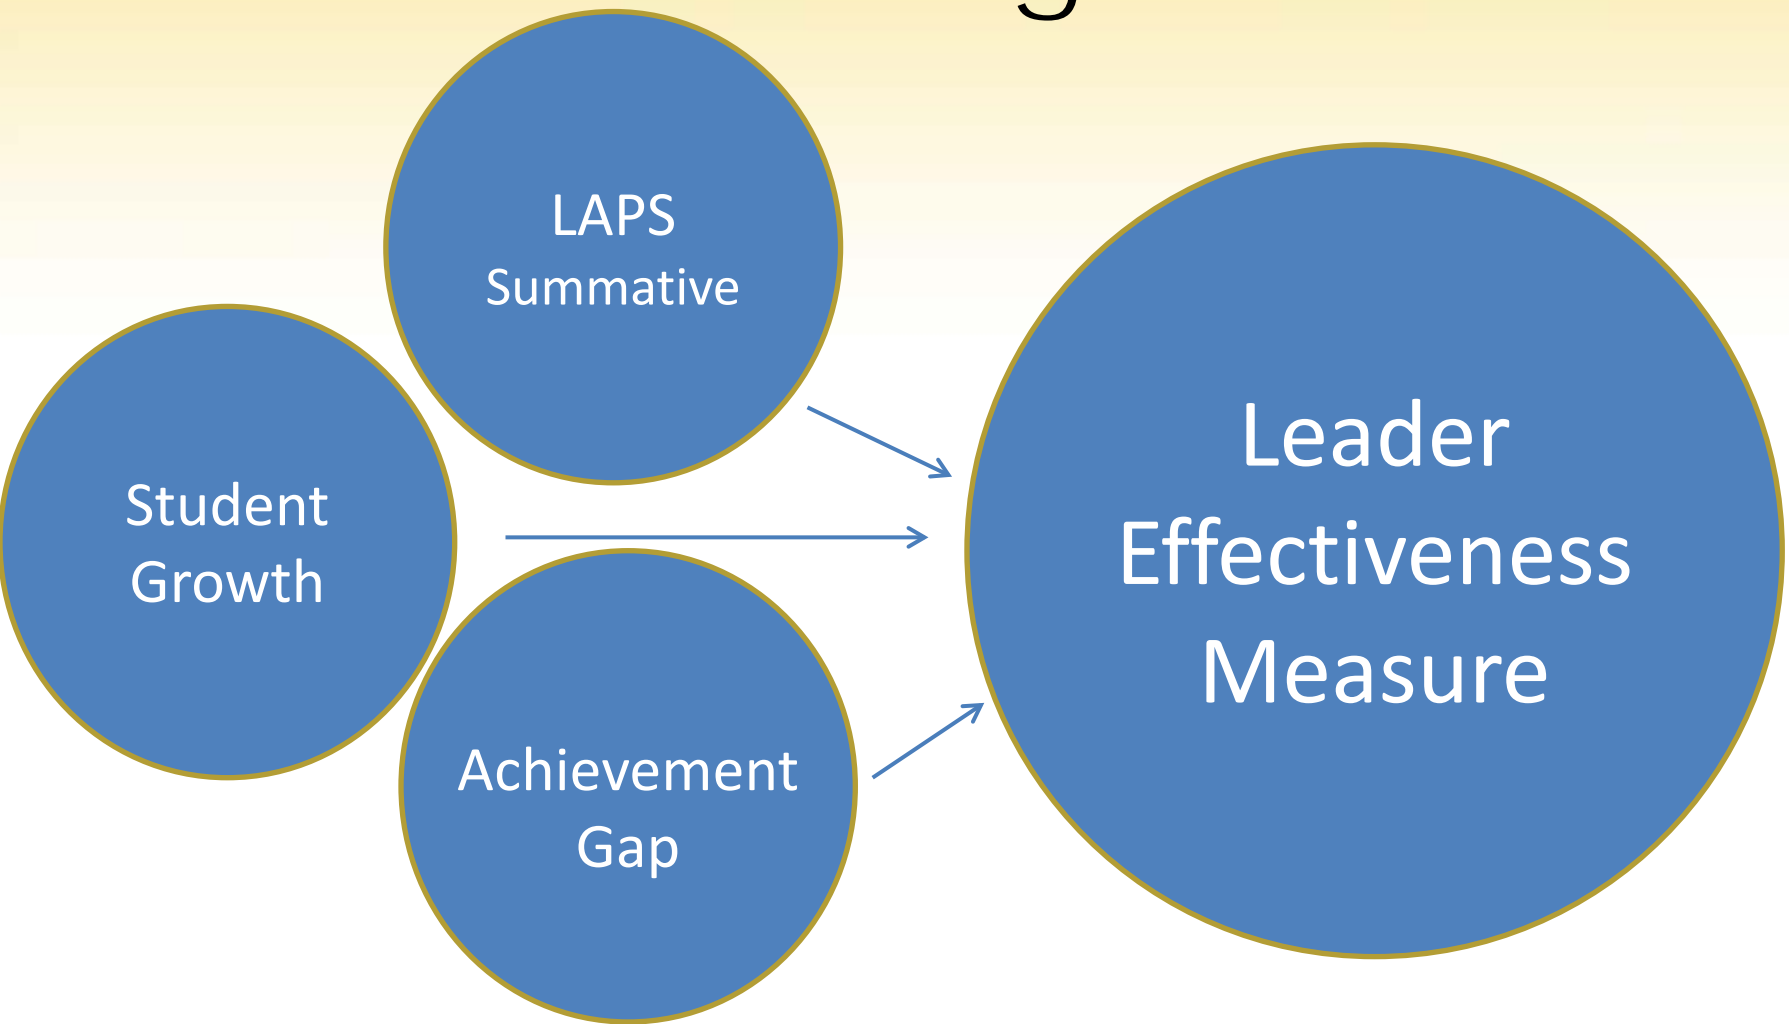 LAPS
Summative
Student
Growth
Achievement
Gap
Leader
Effectiveness
Measure